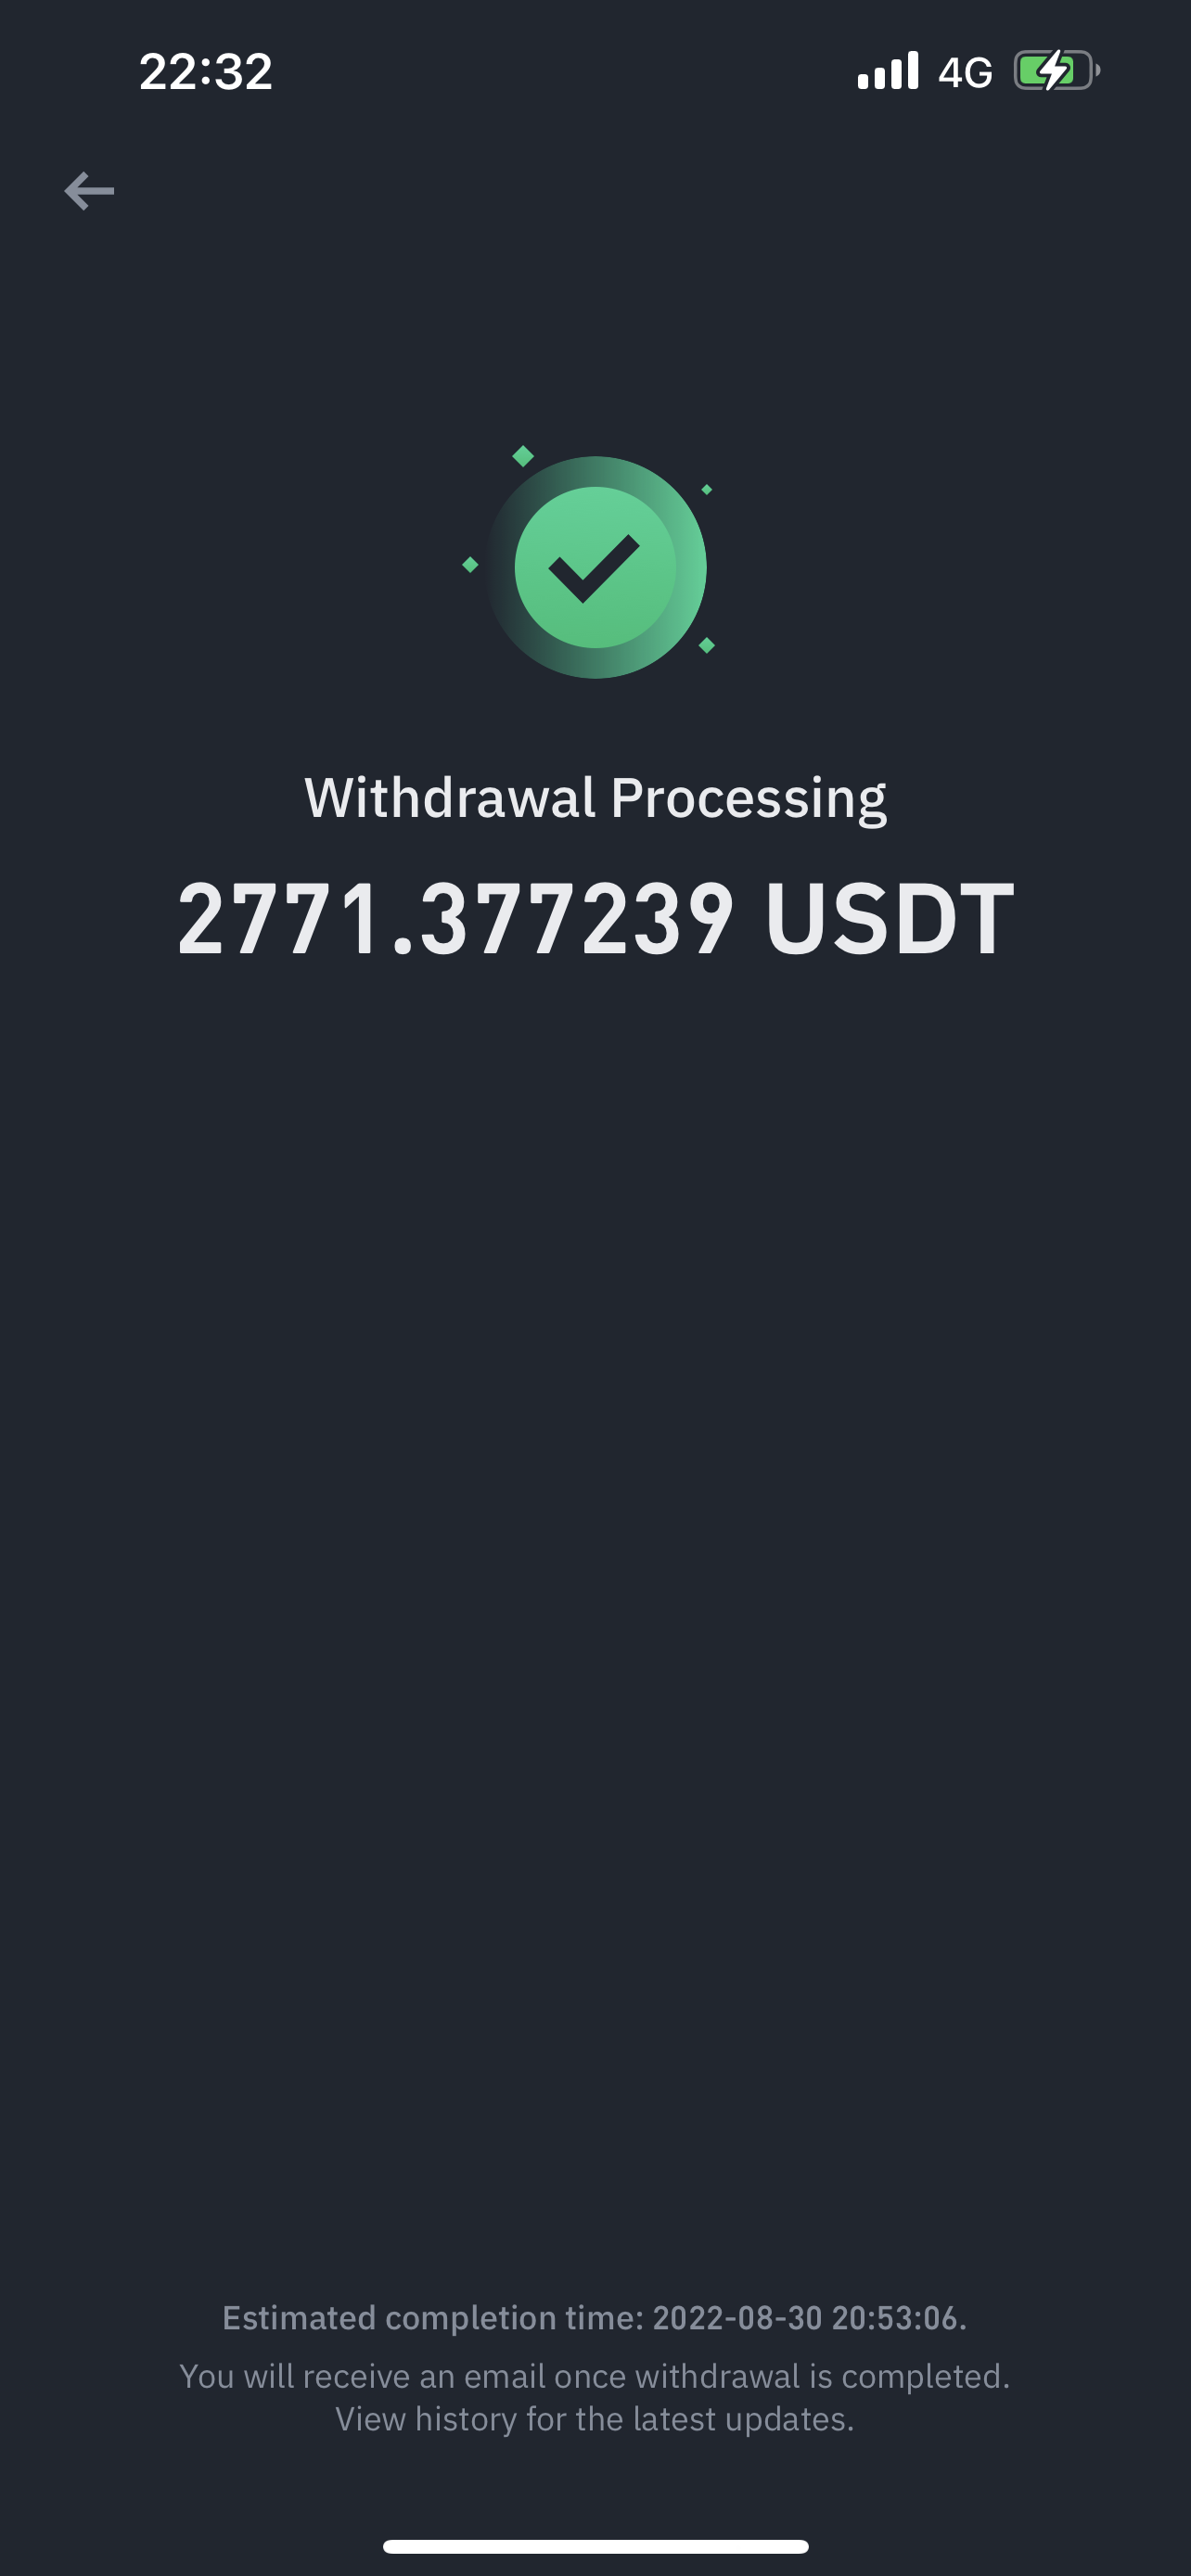 22:32
4G
Withdrawal Processing
2771.377239 USDT
Estimated completion time: 2022-08-30 20:53:06.
You will receive an email once withdrawal is completed.
View history for the latest updates.